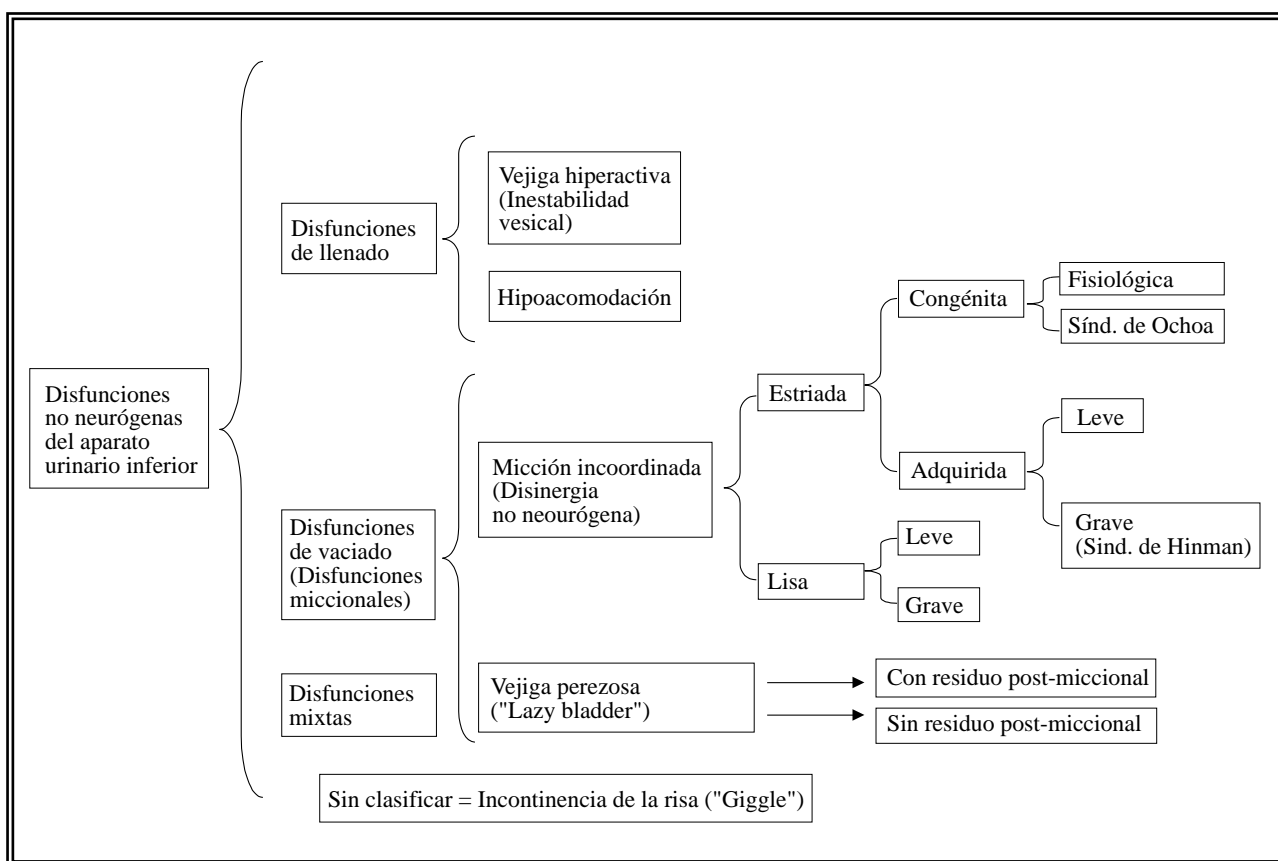 Disfunciones
no neurógenas
del aparato
urinario inferior
Disfunciones
de llenado
Vejiga hiperactiva
(Inestabilidad
vesical)
Hipoacomodación
Disfunciones
de vaciado
(Disfunciones
miccionales)
Micción incoordinada
(Disinergia
no neourógena)
Estriada
Congénita
Fisiológica
Sínd. de Ochoa
Adquirida
Leve
Grave
(Sind. de Hinman)
Lisa
Leve
Grave
Vejiga perezosa
("Lazy bladder")
Con residuo post-miccional
Sin residuo post-miccional
Disfunciones
mixtas
Sin clasificar = Incontinencia de la risa ("Giggle")